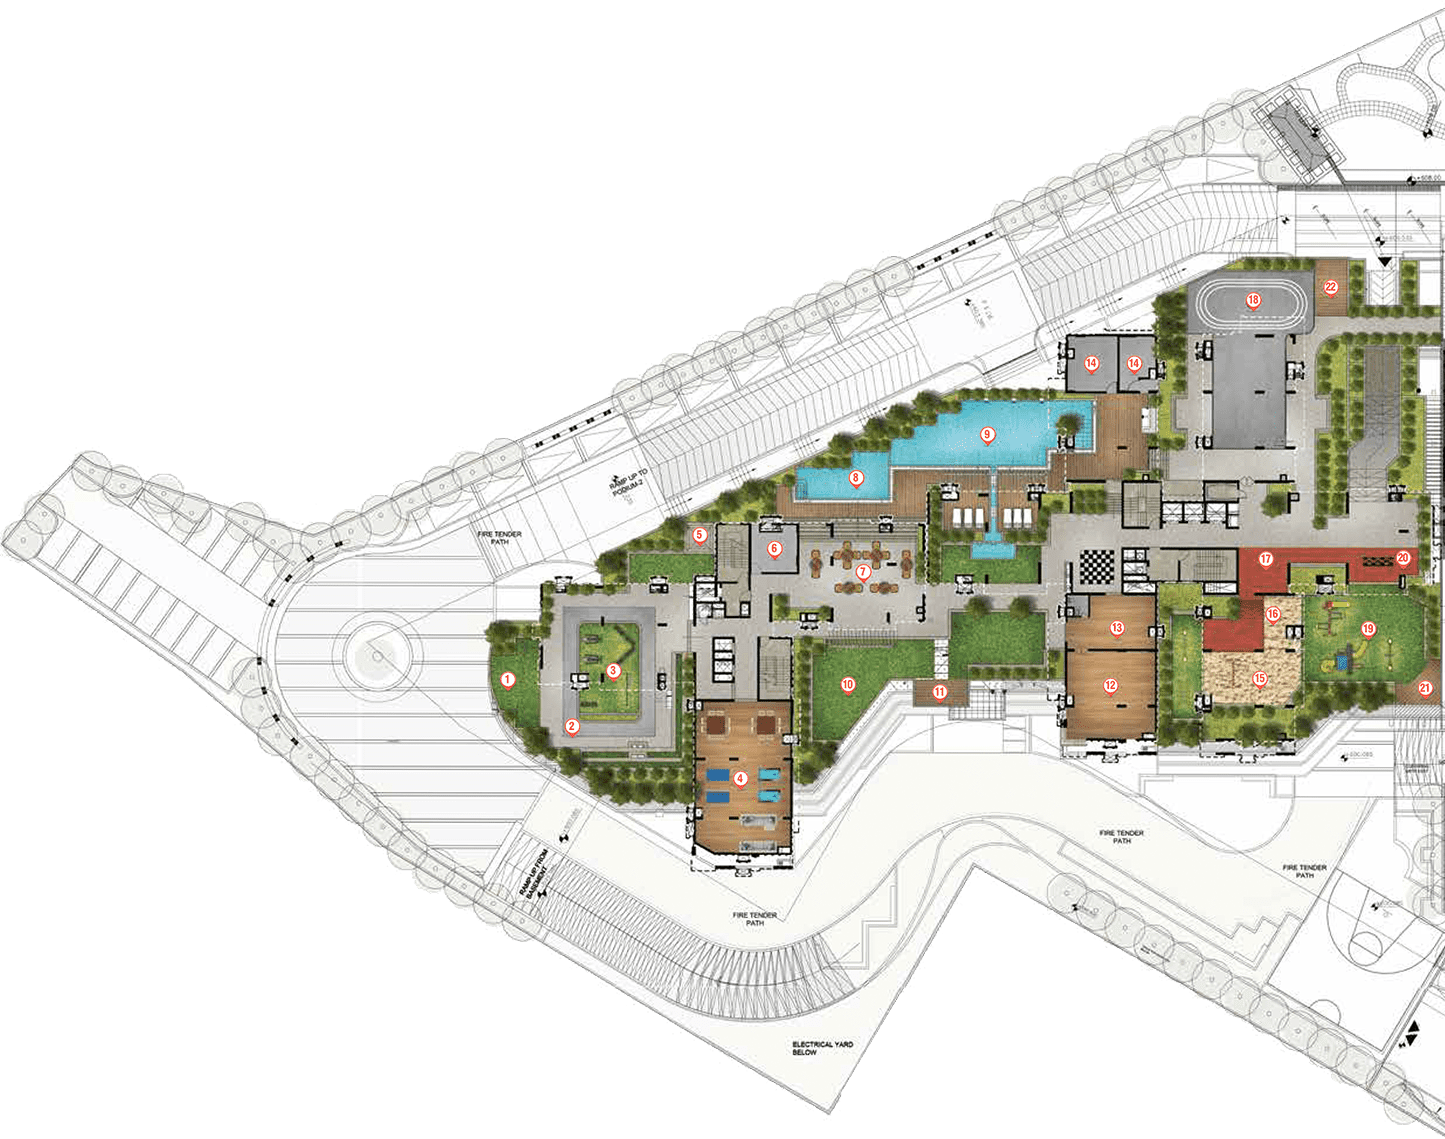 +608.00
22
18
14
14
9
8
RAMP UP TO
PODIUM-2
FIRE TENDER
PATH
5
6
7
17
20
16
13
19
1
3
10
11
12
15
21
2
4
FIRE TENDER
PATH
FIRE TENDER
PATH
RAMP UP FROM
BASEMENT
FIRE TENDER
PATH
ELECTRICAL YARD
BELOW